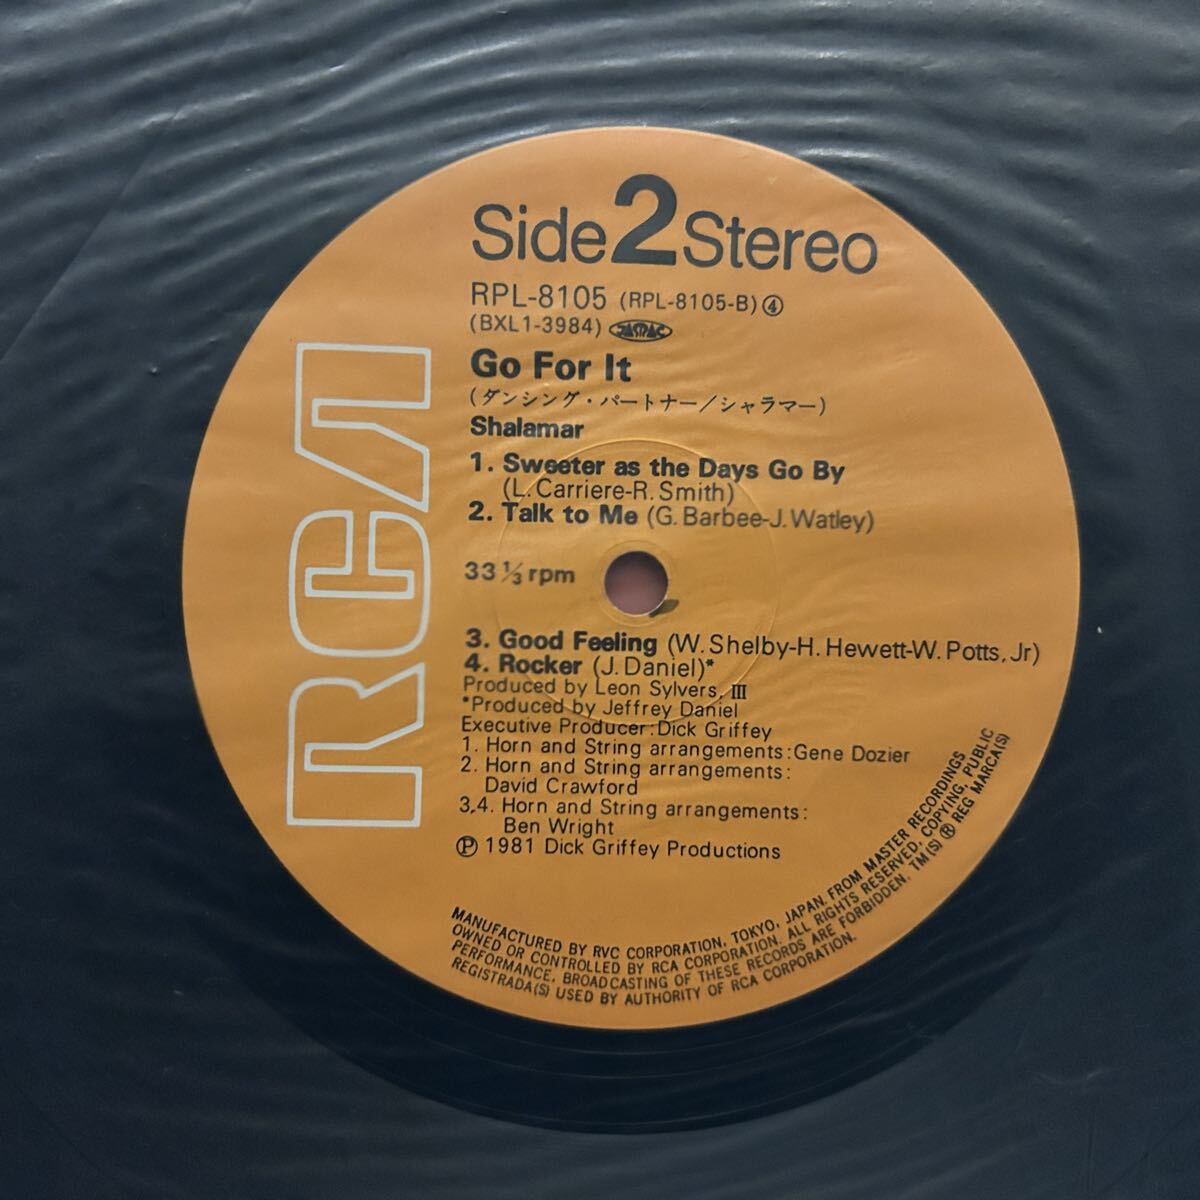 Side 2 Stereo
RPL-8105 (RPL-8105-B) ④
(BXL1-3984) JASRAC
Go For It
(ダンシング・パートナー/シャラマー)
Shalamar
1. Sweeter as the Days Go By
(L. Carriere-R. Smith)
2. Talk to Me (G. Barbee-J. Watley)
33 1/3 rpm
3. Good Feeling (W. Shelby-H. Hewett-W. Potts, Jr)
4. Rocker (J. Daniel)*
Produced by Leon Sylvers, III
*Produced by Jeffrey Daniel
Executive Producer: Dick Griffey
1. Horn and String arrangements: Gene Dozier
2. Horn and String arrangements:
David Crawford
3,4. Horn and String arrangements:
Ben Wright
Ⓟ 1981 Dick Griffey Productions
MANUFACTURED BY RVC CORPORATION, TOKYO, JAPAN. FROM MASTER RECORDINGS
OWNED OR CONTROLLED BY RCA CORPORATION. ALL RIGHTS RESERVED, COPYING, PUBLIC
PERFORMANCE, BROADCASTING OF THESE RECORDS ARE FORBIDDEN. TM(S) ® REG MARCA(S)
REGISTRADA(S) USED BY AUTHORITY OF RCA CORPORATION.
RCA